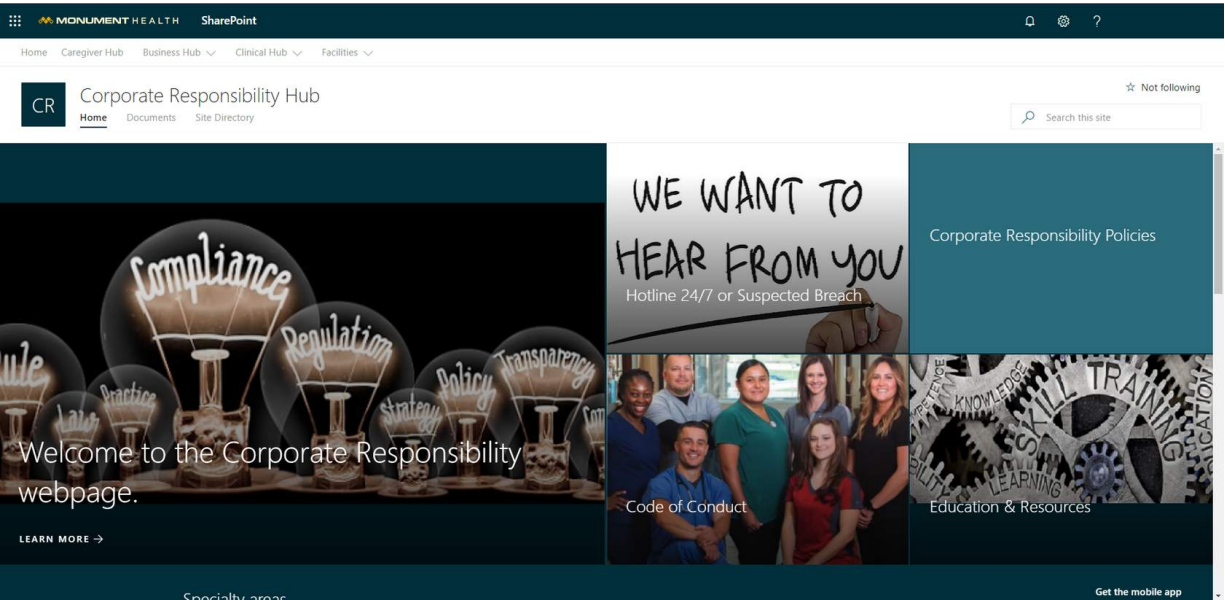 MONUMENT HEALTH SharePoint
Home Caregiver Hub Business Hub Clinical Hub Facilities
CR
Corporate Responsibility Hub
Not following
Home Documents Site Directory
Search this site
Compliance
Regulation
Transparency
Policy
Strategy
Practice
Law
Welcome to the Corporate Responsibility
webpage.
LEARN MORE →
WE WANT TO
HEAR FROM YOU
Hotline 24/7 or Suspected Breach
Corporate Responsibility Policies
Code of Conduct
KNOWLEDGE
SKILL
TRAINING
LEARNING
Education & Resources
Specialty areas
Get the mobile app